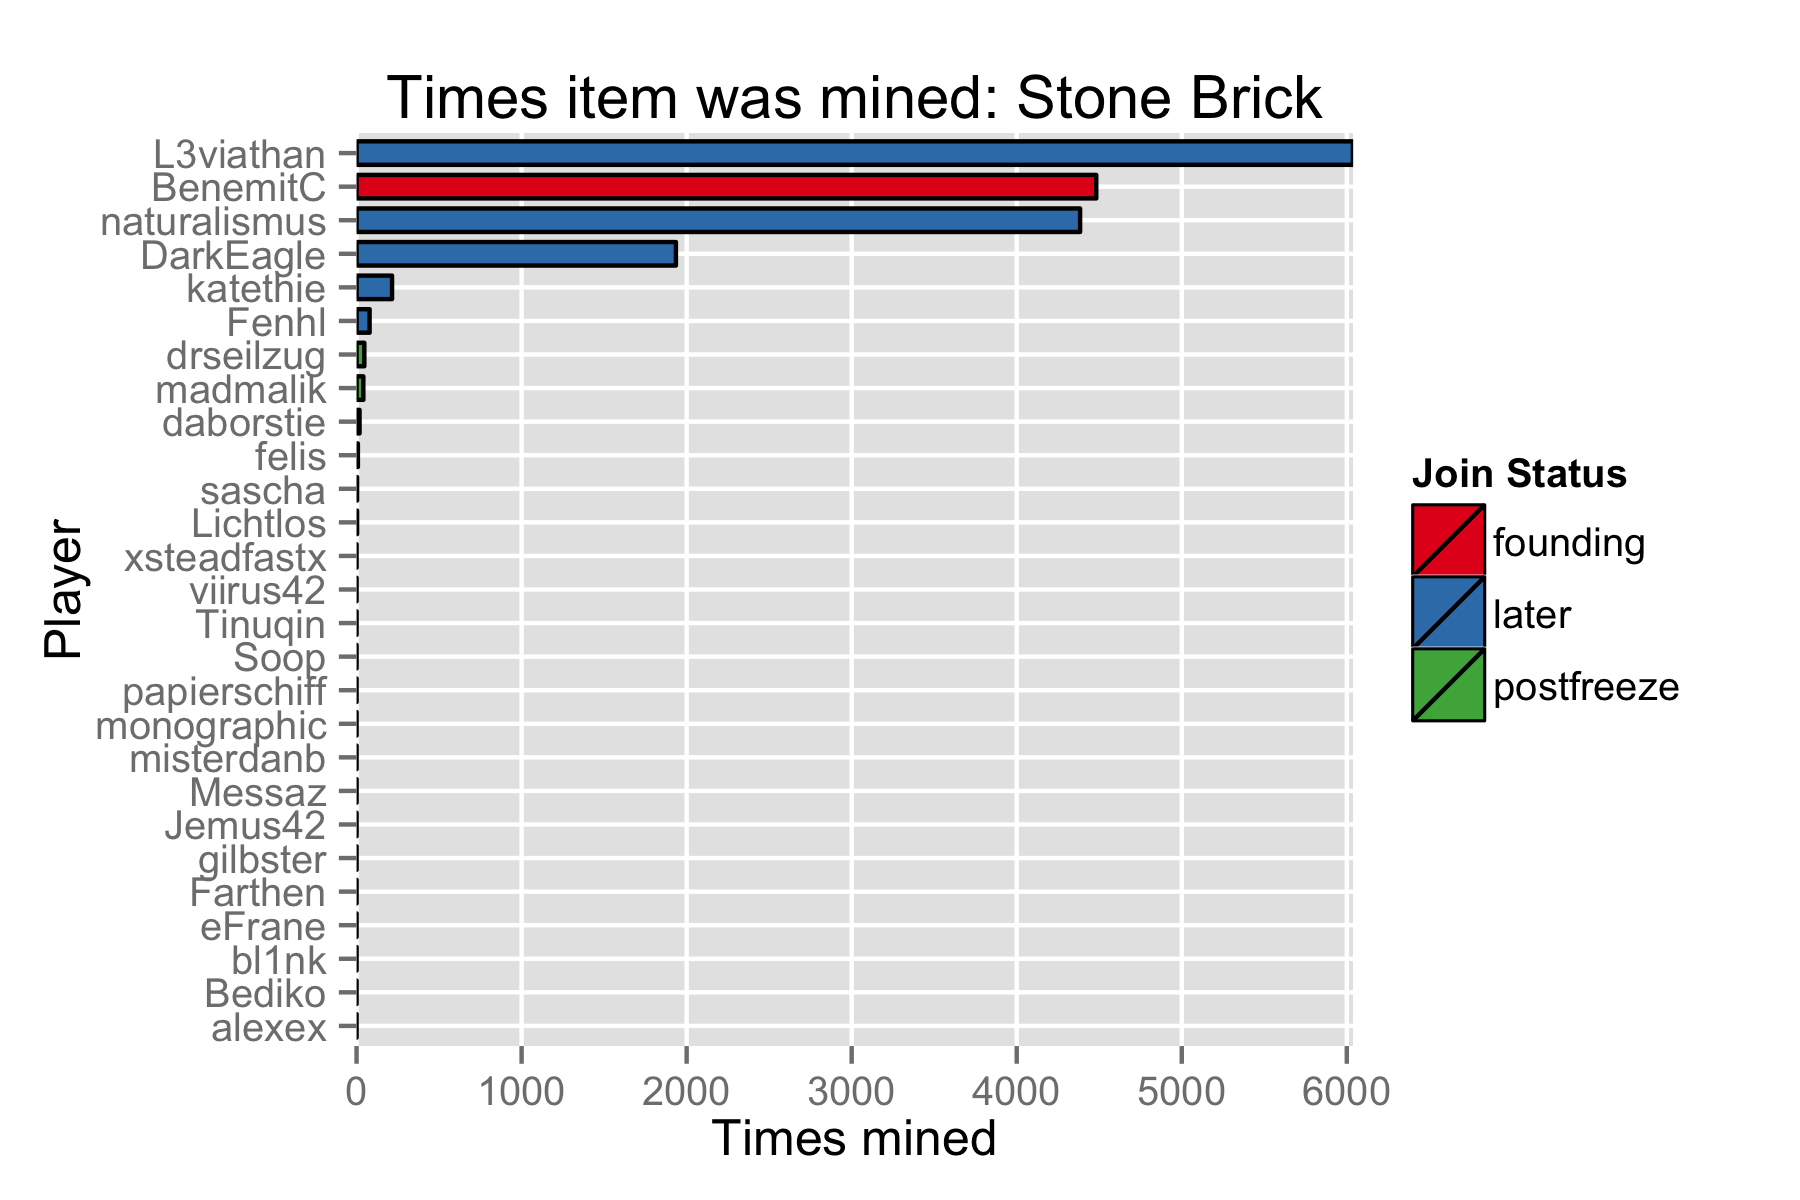 Times item was mined: Stone Brick
L3viathan
BenemitC
naturalismus
DarkEagle
katethie
Fenhl
drseilzug
madmalik
daborstie
felis
sascha
Lichtlos
xsteadfastx
viirus42
Tinuqin
Soop
papierschiff
monographic
misterdanb
Messaz
Jemus42
gilbster
Farthen
eFrane
bl1nk
Bediko
alexex
Player
0 1000 2000 3000 4000 5000 6000
Times mined
Join Status
founding
later
postfreeze